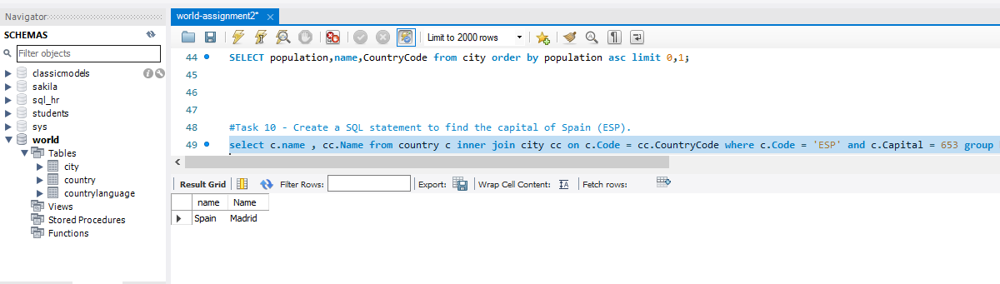 Navigator
SCHEMAS
Filter objects
classicmodels
sakila
sql_hr
students
sys
world
Tables
city
country
countrylanguage
Views
Stored Procedures
Functions
world-assignment2*
Limit to 2000 rows
44 SELECT population,name,CountryCode from city order by population asc limit 0,1;
45
46
47
48 #Task 10 - Create a SQL statement to find the capital of Spain (ESP).
49 select c.name , cc.Name from country c inner join city cc on c.Code = cc.CountryCode where c.Code = 'ESP' and c.Capital = 653 group
Result Grid Filter Rows: Export: Wrap Cell Content: Fetch rows:
name Name
Spain Madrid